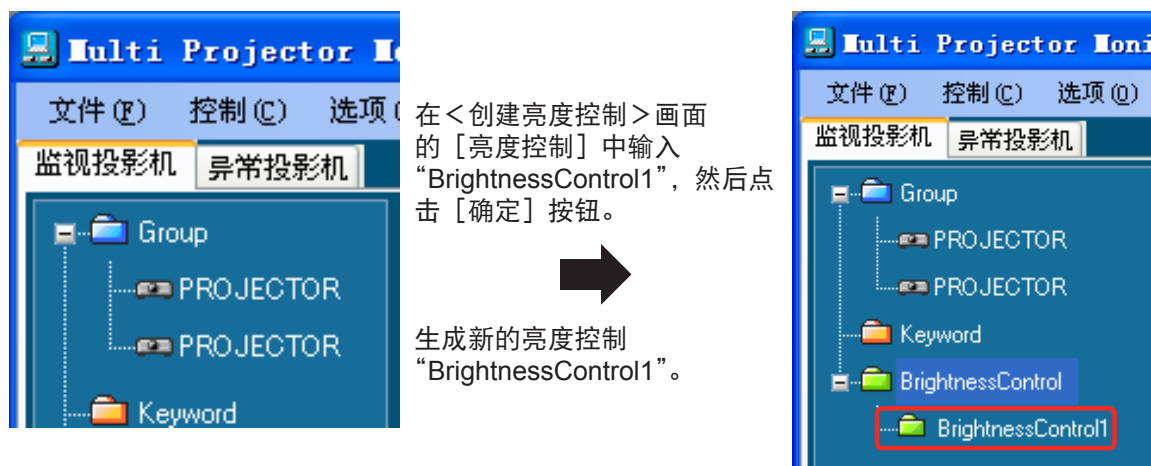 Multi Projector Mo
文件(F) 控制(C) 选项(
监视投影机 异常投影机
Group
PROJECTOR
PROJECTOR
Keyword
在＜创建亮度控制＞画面
的［亮度控制］中输入
“BrightnessControl1”，然后点
击［确定］按钮。
生成新的亮度控制
“BrightnessControl1”。
Multi Projector Moni
文件(F) 控制(C) 选项(O)
监视投影机 异常投影机
Group
PROJECTOR
PROJECTOR
Keyword
BrightnessControl
BrightnessControl1